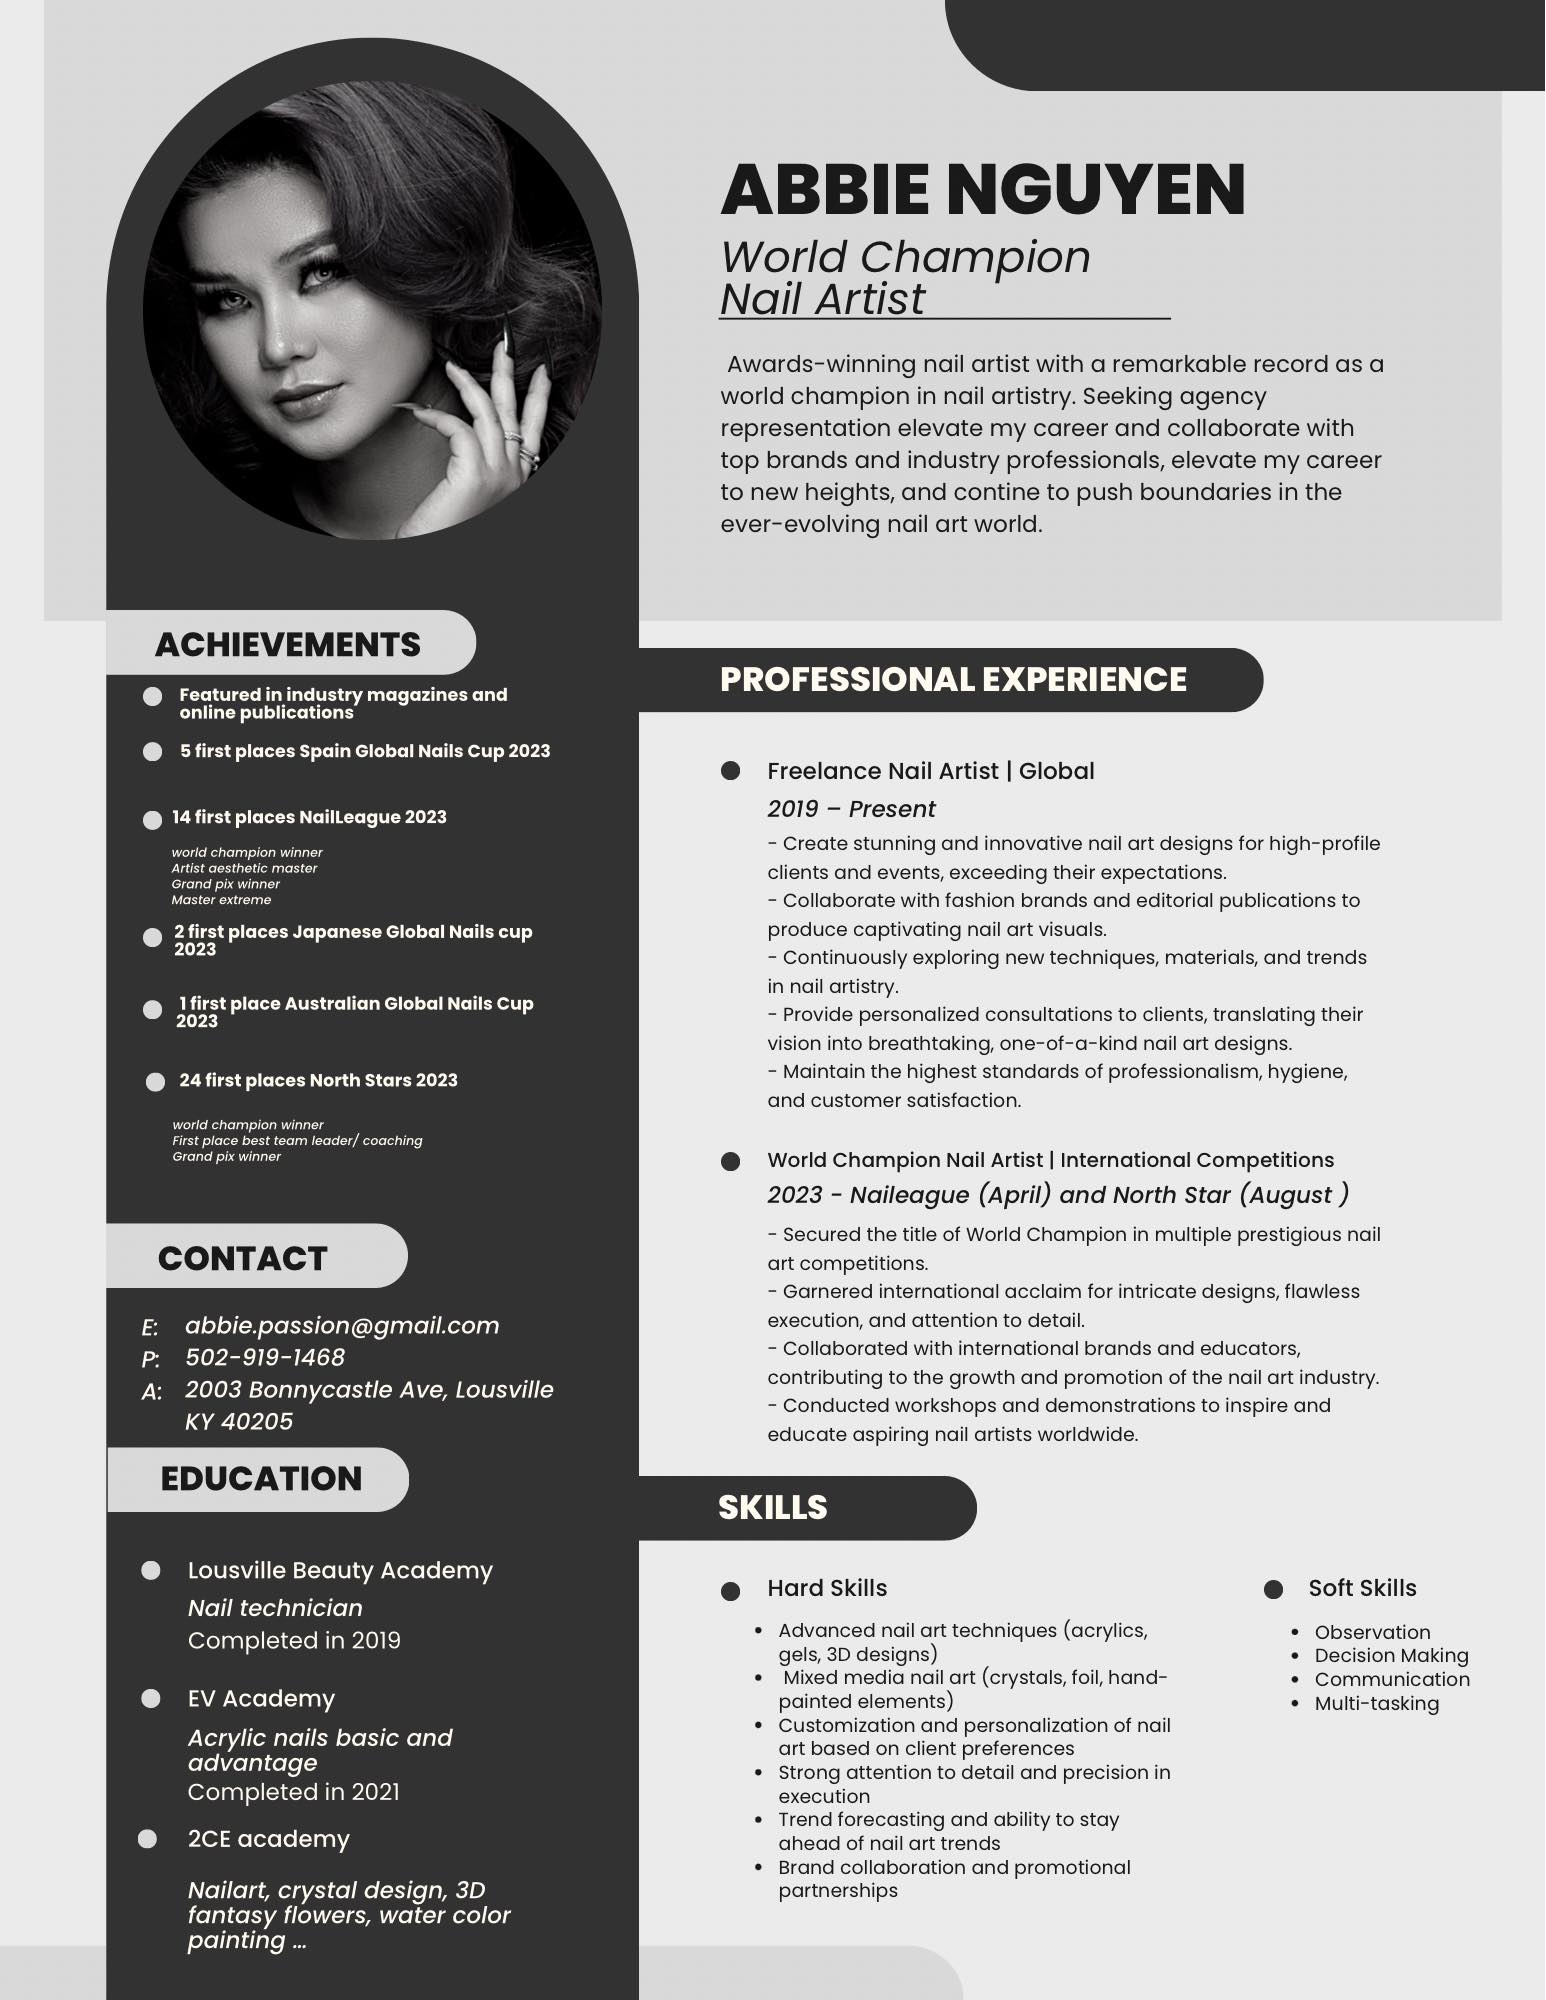 ABBIE NGUYEN
World Champion
Nail Artist
Awards-winning nail artist with a remarkable record as a
world champion in nail artistry. Seeking agency
representation elevate my career and collaborate with
top brands and industry professionals, elevate my career
to new heights, and contine to push boundaries in the
ever-evolving nail art world.
ACHIEVEMENTS
Featured in industry magazines and
online publications
5 first places Spain Global Nails Cup 2023
14 first places NailLeague 2023
world champion winner
Artist aesthetic master
Grand pix winner
Master extreme
2 first places Japanese Global Nails cup
2023
1 first place Australian Global Nails Cup
2023
24 first places North Stars 2023
world champion winner
First place best team leader/ coaching
Grand pix winner
CONTACT
E: abbie.passion@gmail.com
P: 502-919-1468
A: 2003 Bonnycastle Ave, Lousville
KY 40205
EDUCATION
Lousville Beauty Academy
Nail technician
Completed in 2019
EV Academy
Acrylic nails basic and
advantage
Completed in 2021
2CE academy
Nailart, crystal design, 3D
fantasy flowers, water color
painting ...
PROFESSIONAL EXPERIENCE
Freelance Nail Artist | Global
2019 – Present
- Create stunning and innovative nail art designs for high-profile
clients and events, exceeding their expectations.
- Collaborate with fashion brands and editorial publications to
produce captivating nail art visuals.
- Continuously exploring new techniques, materials, and trends
in nail artistry.
- Provide personalized consultations to clients, translating their
vision into breathtaking, one-of-a-kind nail art designs.
- Maintain the highest standards of professionalism, hygiene,
and customer satisfaction.
World Champion Nail Artist | International Competitions
2023 - Naileague (April) and North Star (August )
- Secured the title of World Champion in multiple prestigious nail
art competitions.
- Garnered international acclaim for intricate designs, flawless
execution, and attention to detail.
- Collaborated with international brands and educators,
contributing to the growth and promotion of the nail art industry.
- Conducted workshops and demonstrations to inspire and
educate aspiring nail artists worldwide.
SKILLS
Hard Skills
• Advanced nail art techniques (acrylics,
gels, 3D designs)
• Mixed media nail art (crystals, foil, hand-
painted elements)
• Customization and personalization of nail
art based on client preferences
• Strong attention to detail and precision in
execution
• Trend forecasting and ability to stay
ahead of nail art trends
• Brand collaboration and promotional
partnerships
Soft Skills
• Observation
• Decision Making
• Communication
• Multi-tasking